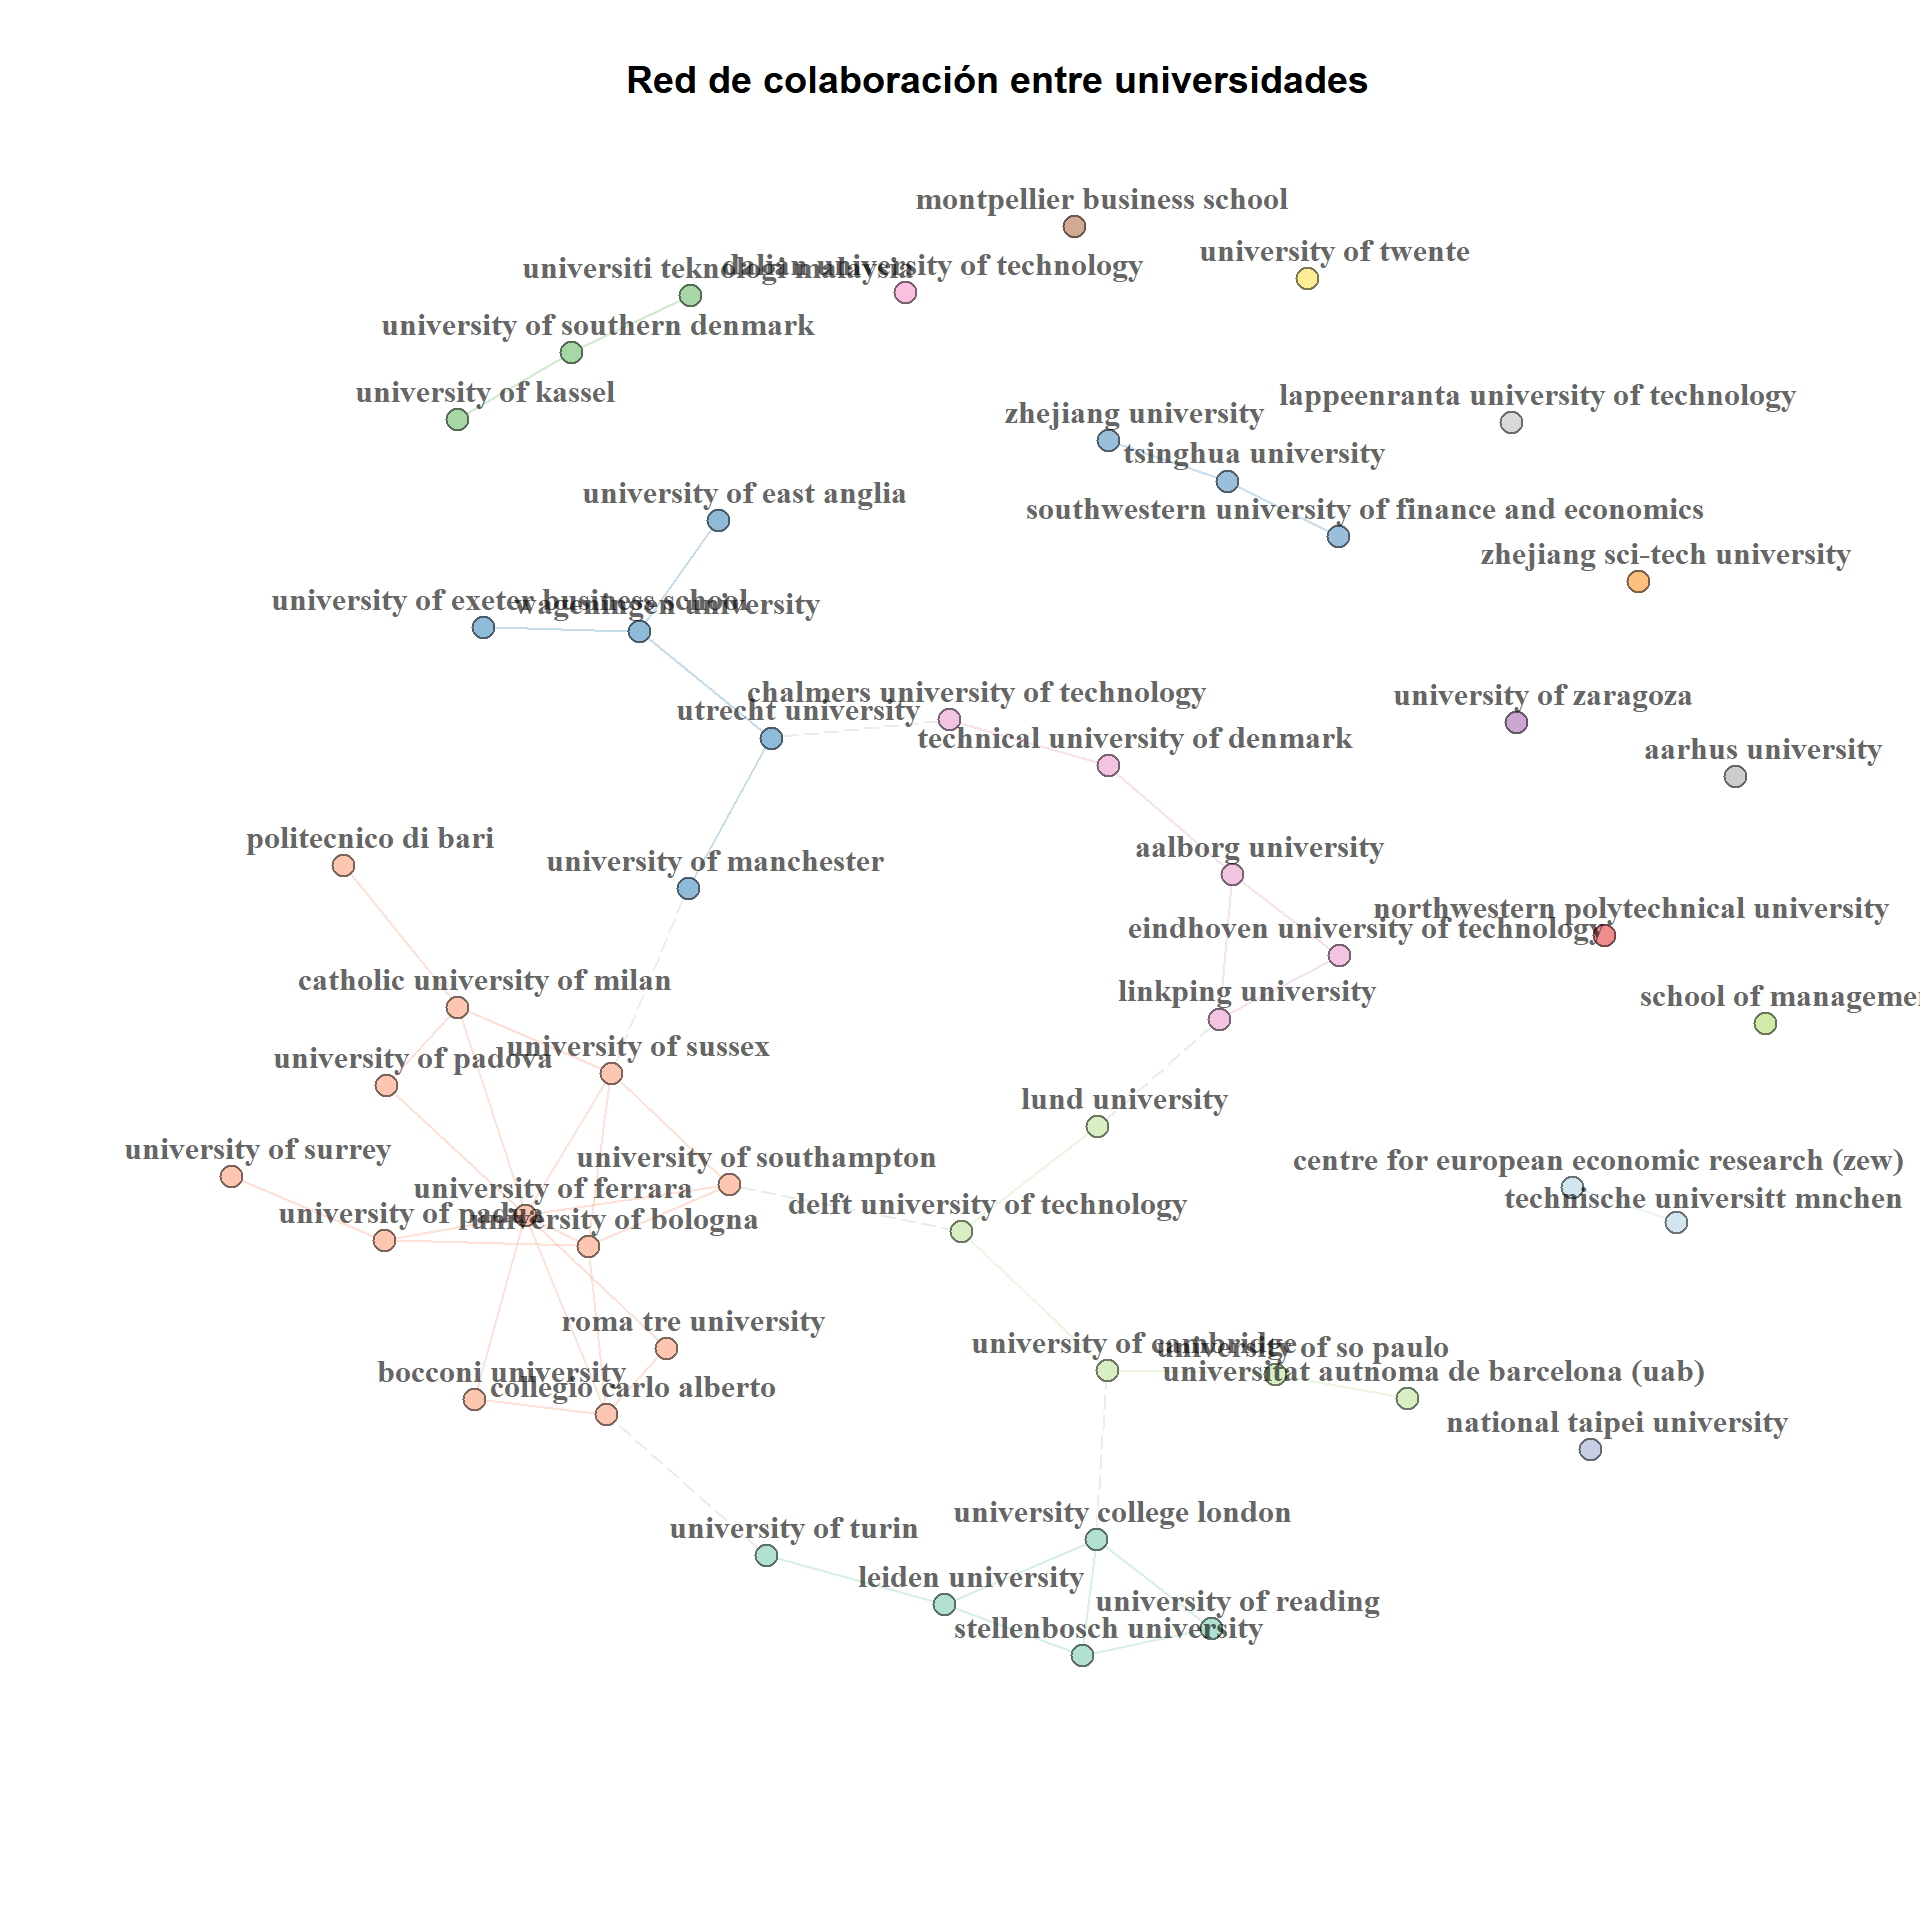 Red de colaboración entre universidades
montpellier business school
university of twente
universiti teknologi malaysia
dalian university of technology
university of southern denmark
university of kassel
lappeenranta university of technology
zhejiang university
tsinghua university
university of east anglia
southwestern university of finance and economics
zhejiang sci-tech university
university of exeter business school
wageningen university
chalmers university of technology
university of zaragoza
utrecht university
technical university of denmark
aarhus university
politecnico di bari
aalborg university
university of manchester
northwestern polytechnical university
eindhoven university of technology
catholic university of milan
linkping university
school of manageme
university of sussex
university of padova
lund university
university of surrey
university of southampton
centre for european economic research (zew)
university of ferrara
technische universitt mnchen
delft university of technology
university of padua
university of bologna
roma tre university
university of cambridge
university of so paulo
bocconi university
universitat autnoma de barcelona (uab)
collegio carlo alberto
national taipei university
university college london
university of turin
leiden university
university of reading
stellenbosch university